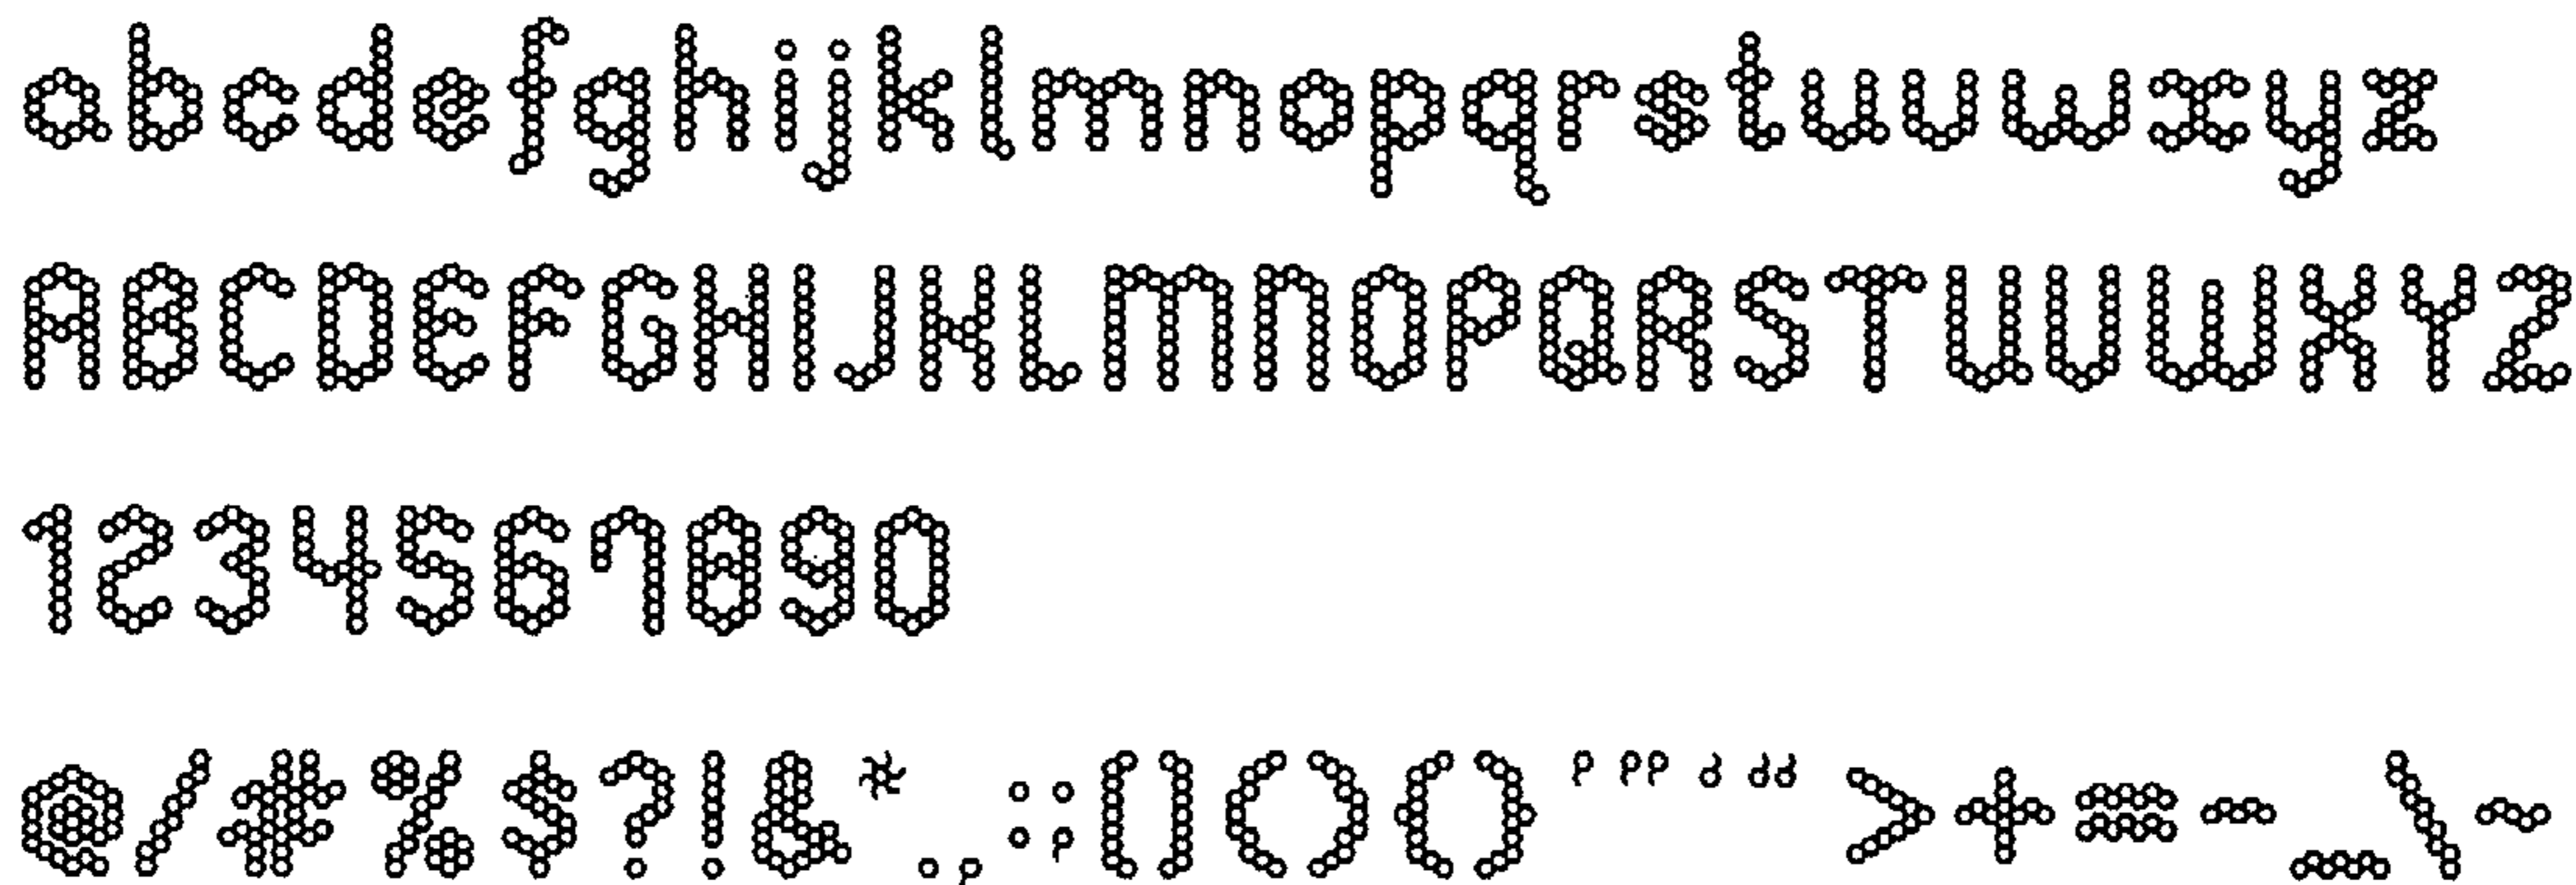 abcdefghijklmnopqrstuvwxyz
ABCDEFGHIJKLMNOPQRSTUVWXYZ
1234567890
@/#%$?!&*.,:;[](){}‘“’”>+=-_\~